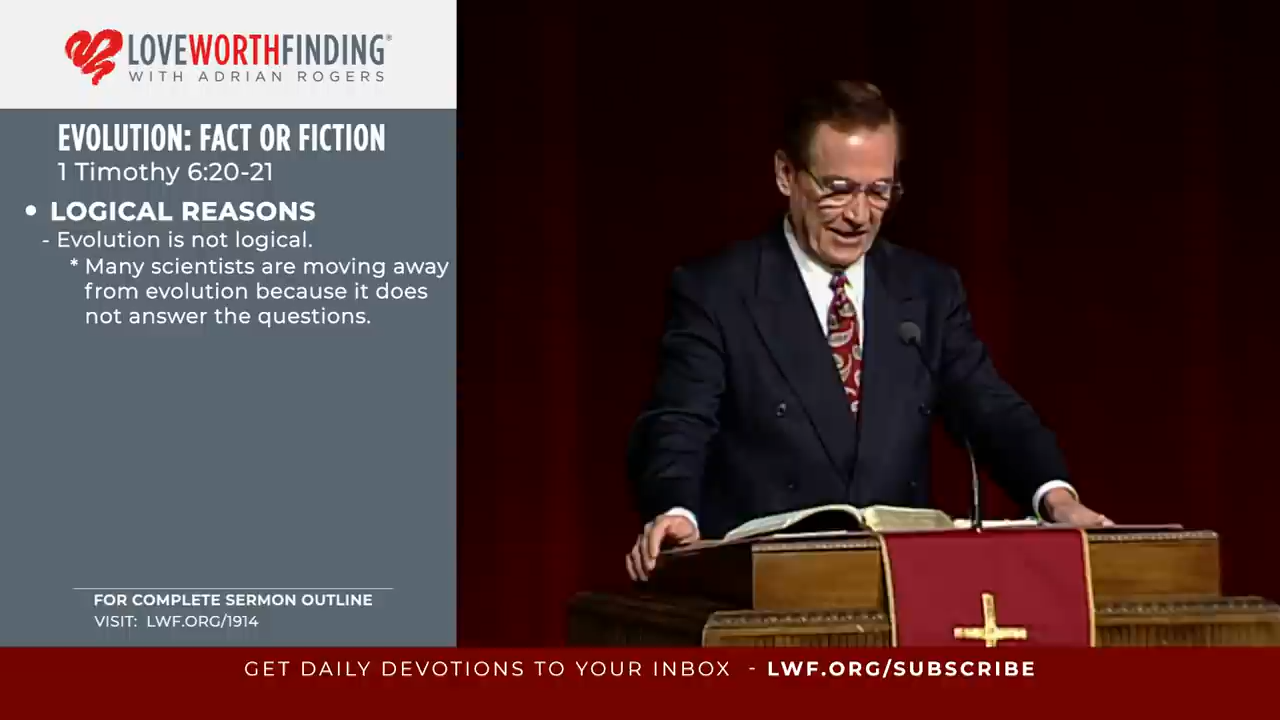 LOVEWORTHFINDING®
WITH ADRIAN ROGERS
EVOLUTION: FACT OR FICTION
1 Timothy 6:20-21
• LOGICAL REASONS
- Evolution is not logical.
* Many scientists are moving away
from evolution because it does
not answer the questions.
FOR COMPLETE SERMON OUTLINE
VISIT: LWF.ORG/1914
GET DAILY DEVOTIONS TO YOUR INBOX - LWF.ORG/SUBSCRIBE